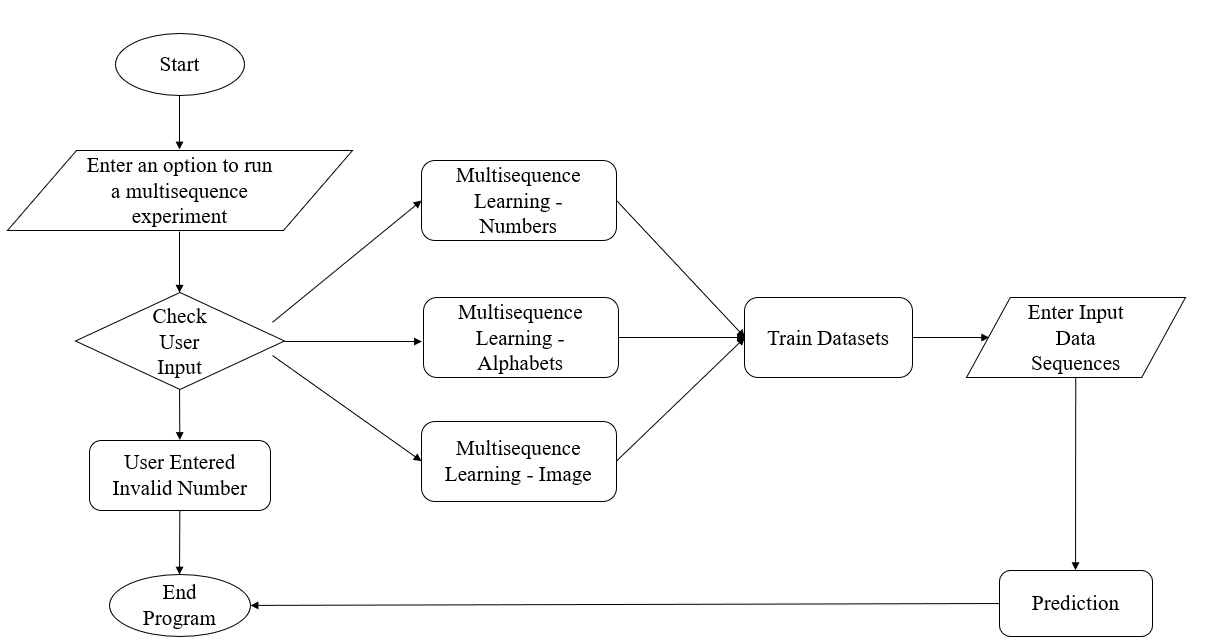 Start
Enter an option to run
a multisequence
experiment
Check
User
Input
User Entered
Invalid Number
End
Program
Multisequence
Learning -
Numbers
Multisequence
Learning -
Alphabets
Multisequence
Learning - Image
Train Datasets
Enter Input
Data
Sequences
Prediction